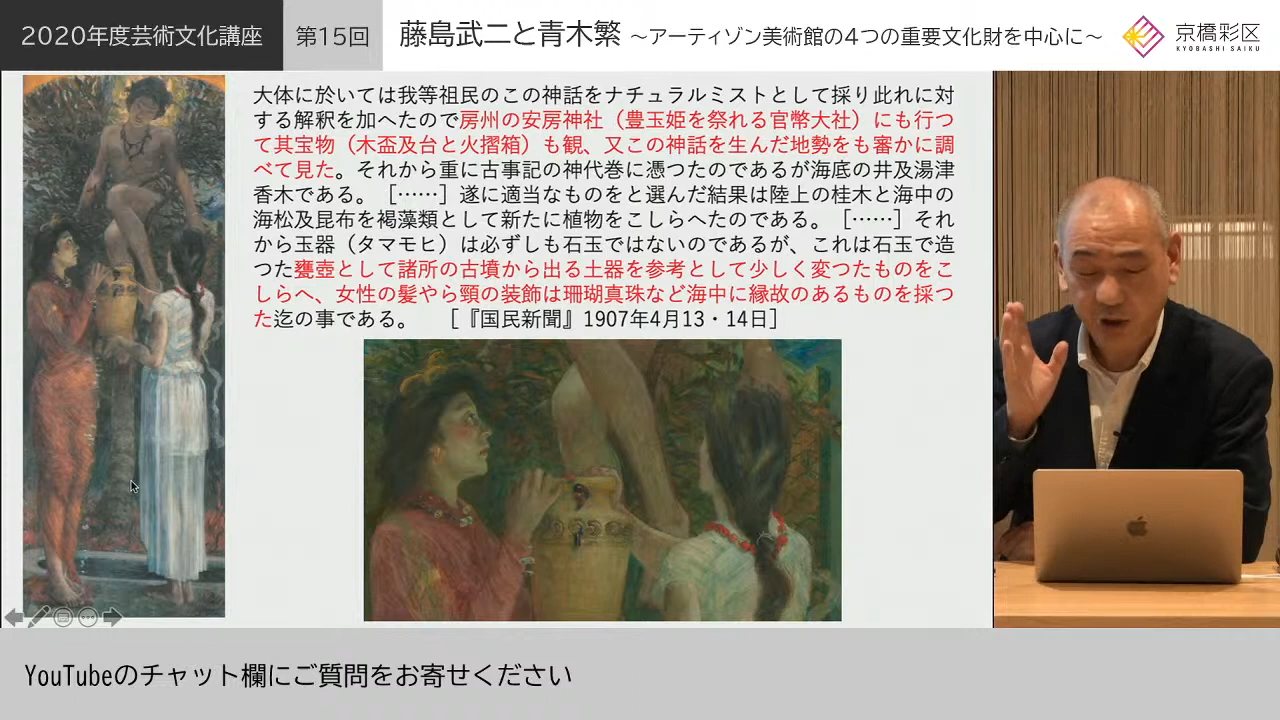 2020年度芸術文化講座
第15回
藤島武二と青木繁 ～アーティゾン美術館の4つの重要文化財を中心に～
京橋彩区
KYOBASHI SAIKU
大体に於いては我等祖民のこの神話をナチュラルミストとして採り此れに対
する解釈を加へたので房州の安房神社（豊玉姫を祭れる官幣大社）にも行つ
て其宝物（木盃及台と火摺箱）も観、又この神話を生んだ地勢をも審かに調
べて見た。それから重に古事記の神代巻に憑つたのであるが海底の井及湯津
香木である。［……］遂に適当なものをと選んだ結果は陸上の桂木と海中の
海松及昆布を褐藻類として新たに植物をこしらへたのである。［……］それ
から玉器（タマモヒ）は必ずしも石玉ではないのであるが、これは石玉で造
つた甕壺として諸所の古墳から出る土器を参考として少しく変つたものをこ
しらへ、女性の髪やら頸の装飾は珊瑚真珠など海中に縁故のあるものを採つ
た迄の事である。　［『国民新聞』1907年4月13・14日］
YouTubeのチャット欄にご質問をお寄せください